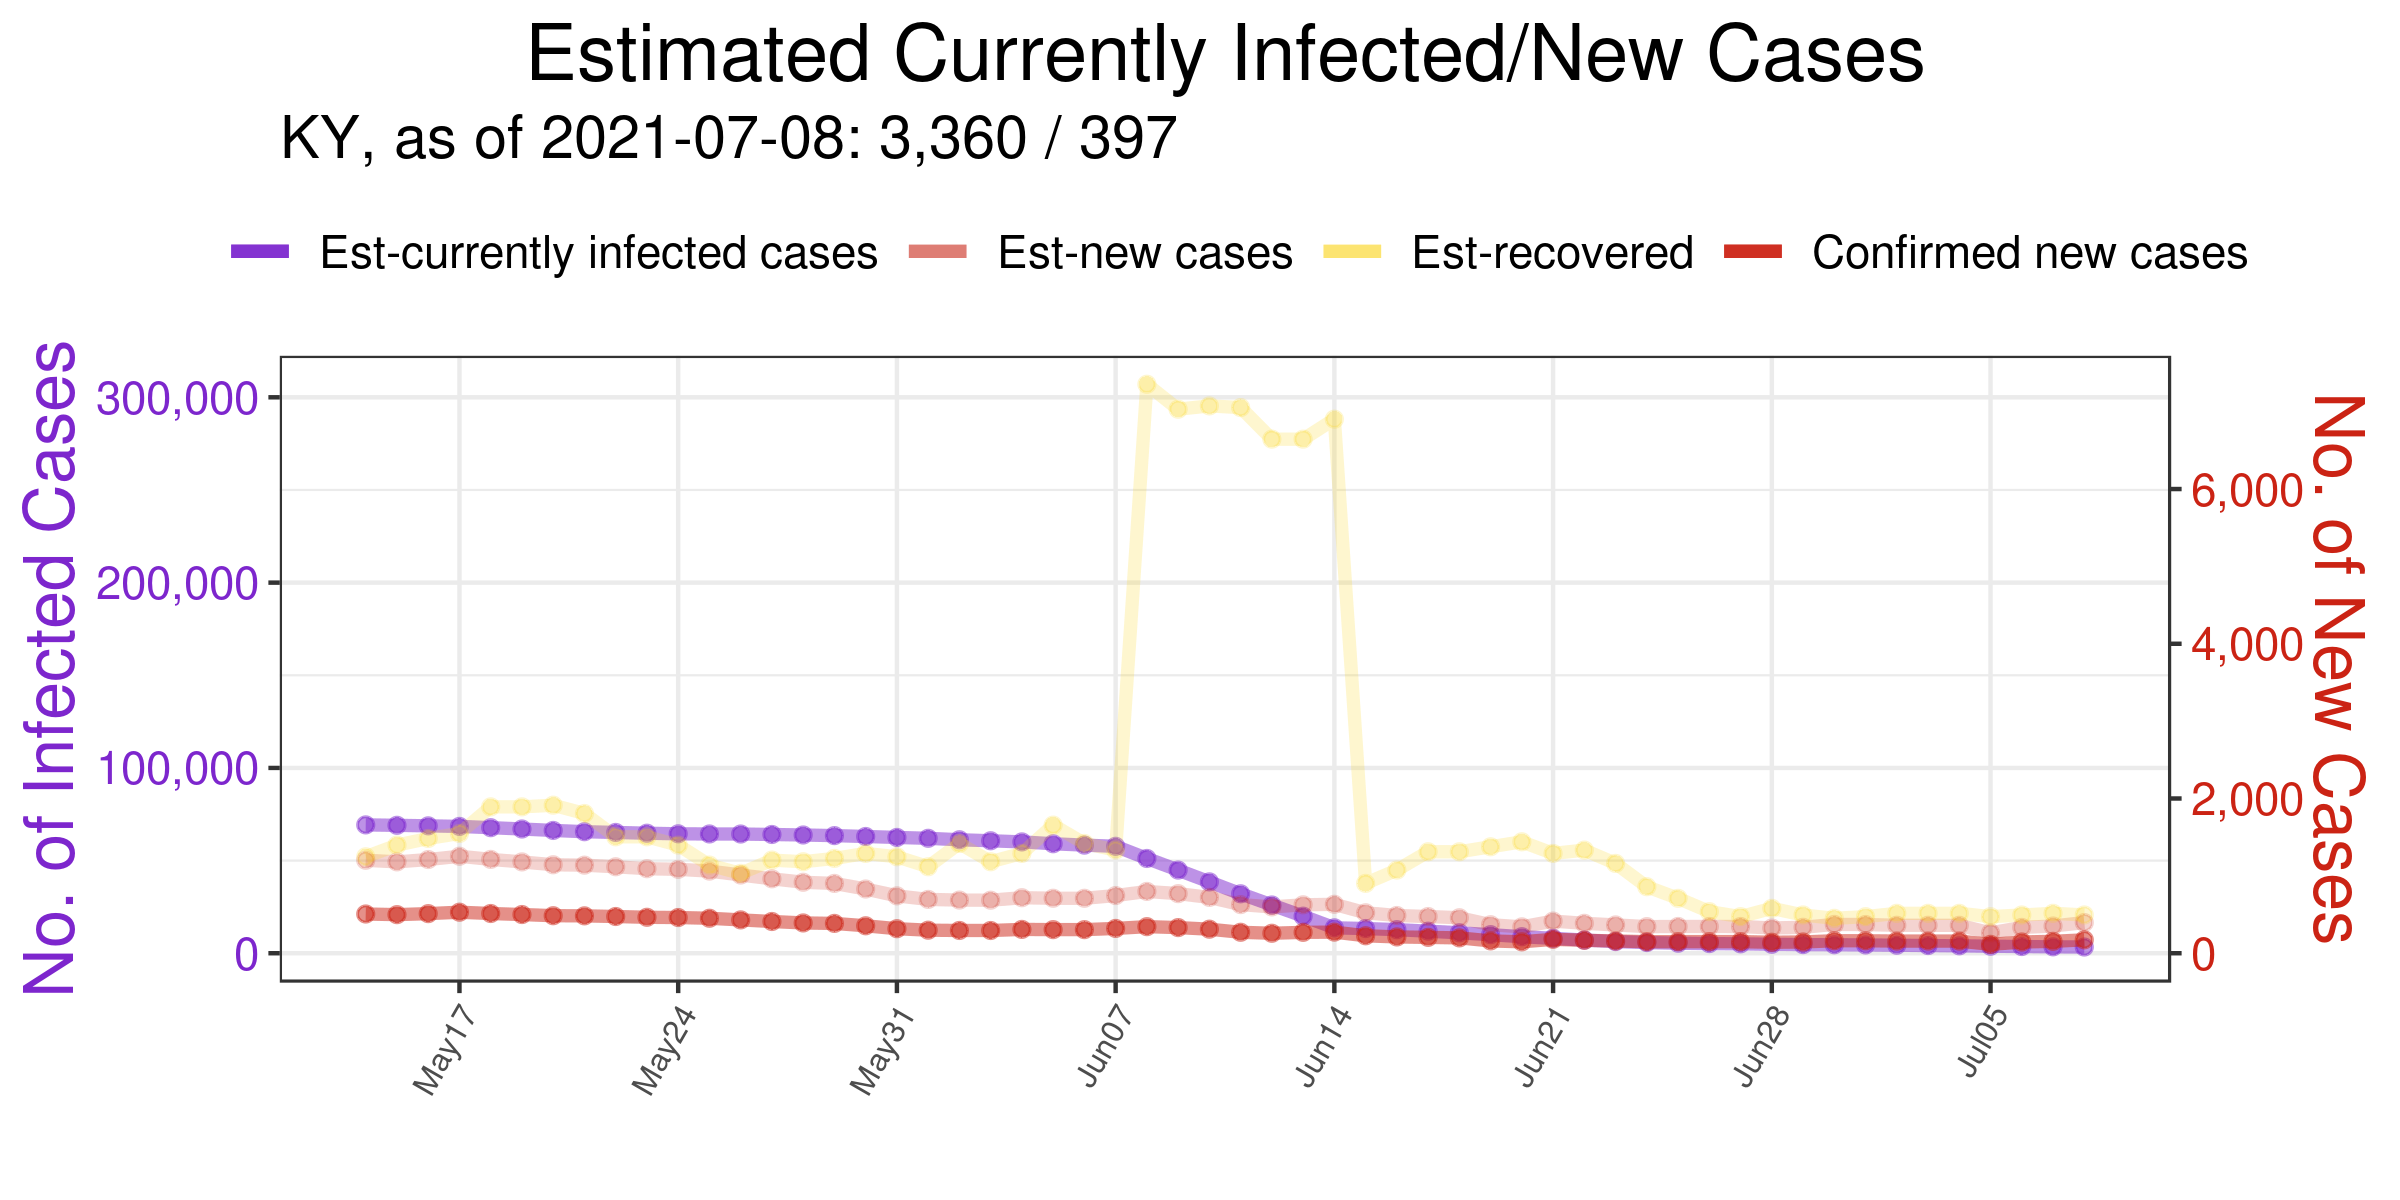 Estimated Currently Infected/New Cases
KY, as of 2021-07-08: 3,360 / 397
Est-currently infected cases Est-new cases Est-recovered Confirmed new cases
No. of Infected Cases
300,000
200,000
100,000
0
6,000
4,000
2,000
0
No. of New Cases
May17 May24 May31 Jun07 Jun14 Jun21 Jun28 Jul05